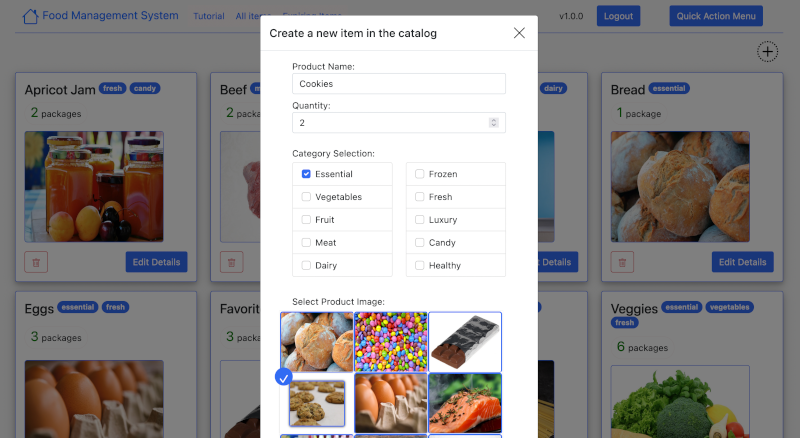 Food Management System Tutorial All items Expiring items v1.0.0 Logout Quick Action Menu
Create a new item in the catalog
Product Name:
Cookies
Quantity:
2
Category Selection:
Essential Frozen
Vegetables Fresh
Fruit Luxury
Meat Candy
Dairy Healthy
Select Product Image:
Apricot Jam fresh candy
2 packages
Edit Details
Beef
2
dairy
Details
Bread essential
1 package
Edit Details
Eggs essential fresh
3 packages
Favorit
3
Veggies essential vegetables
fresh
6 packages